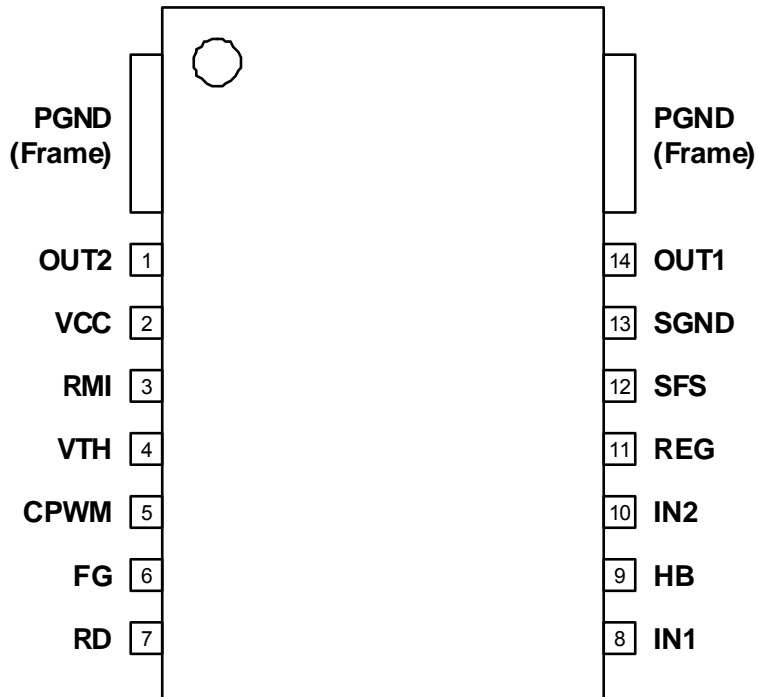 PGND
(Frame)
PGND
(Frame)
OUT2 1
14 OUT1
VCC 2
13 SGND
RMI 3
12 SFS
VTH 4
11 REG
CPWM 5
10 IN2
FG 6
9 HB
RD 7
8 IN1